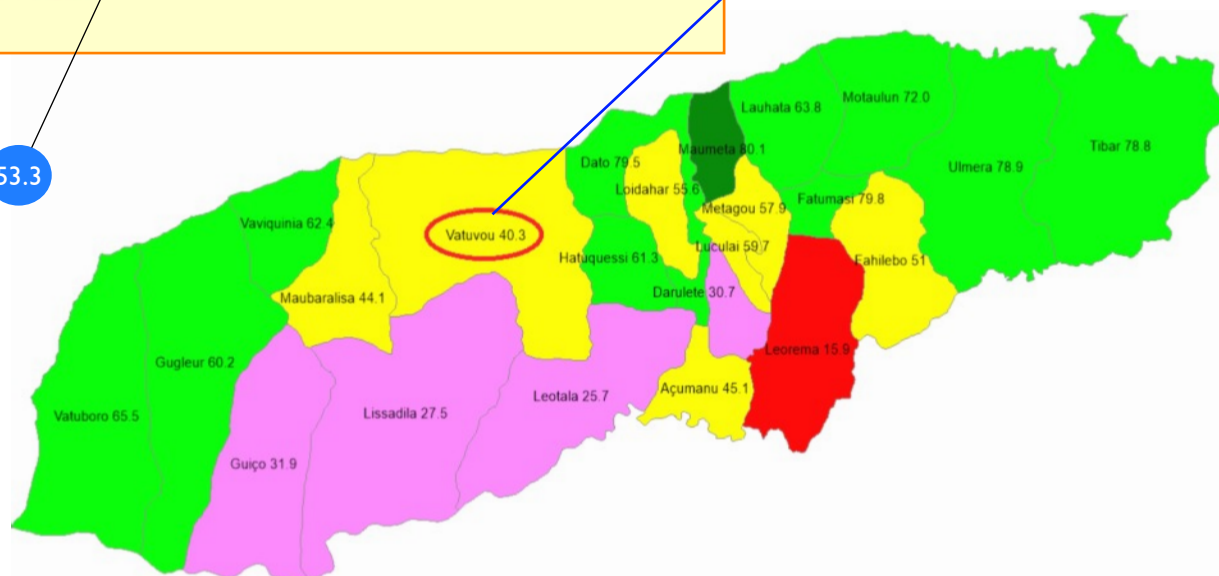 53.3
Lauhata 63.8
Motaulun 72.0
Tibar 78.8
Maumeta 80.1
Dato 79.5
Ulmera 78.9
Loidahar 55.6
Fatumasi 79.8
Metagou 57.9
Vaviquinia 62.4
Vatuvou 40.3
Luculai 59.7
Hatuquessi 61.3
Fahilebo 51
Darulete 30.7
Maubaralisa 44.1
Leorema 15.9
Gugleur 60.2
Açumanu 45.1
Leotala 25.7
Lissadila 27.5
Vatuboro 65.5
Guiço 31.9